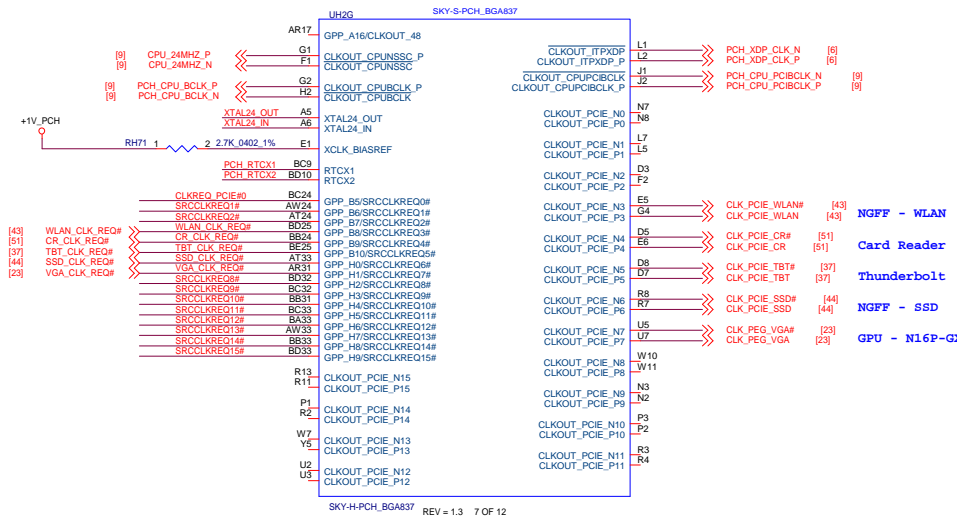 UH2G SKY-S-PCH_BGA837
AR17 GPP_A16/CLKOUT_48
[9] CPU_24MHZ_P G1 CLKOUT_CPUNSSC_P
[9] CPU_24MHZ_N F1 CLKOUT_CPUNSSC
[9] PCH_CPU_BCLK_P G2 CLKOUT_CPUBCLK_P
[9] PCH_CPU_BCLK_N H2 CLKOUT_CPUBCLK
XTAL24_OUT A5 XTAL24_OUT
XTAL24_IN A6 XTAL24_IN
+1V_PCH
RH71 1 2 2.7K_0402_1% E1 XCLK_BIASREF
PCH_RTCX1 BC9 RTCX1
PCH_RTCX2 BD10 RTCX2
CLKREQ_PCIE#0 BC24 GPP_B5/SRCCLKREQ0#
SRCCLKREQ1# AW24 GPP_B6/SRCCLKREQ1#
SRCCLKREQ2# AT24 GPP_B7/SRCCLKREQ2#
[43] WLAN_CLK_REQ# WLAN_CLK_REQ# BD25 GPP_B8/SRCCLKREQ3#
[51] CR_CLK_REQ# CR_CLK_REQ# BB24 GPP_B9/SRCCLKREQ4#
[37] TBT_CLK_REQ# TBT_CLK_REQ# BE25 GPP_B10/SRCCLKREQ5#
[44] SSD_CLK_REQ# SSD_CLK_REQ# AT33 GPP_H0/SRCCLKREQ6#
[23] VGA_CLK_REQ# VGA_CLK_REQ# AR31 GPP_H1/SRCCLKREQ7#
SRCCLKREQ8# BD32 GPP_H2/SRCCLKREQ8#
SRCCLKREQ9# BC32 GPP_H3/SRCCLKREQ9#
SRCCLKREQ10# BB31 GPP_H4/SRCCLKREQ10#
SRCCLKREQ11# BC33 GPP_H5/SRCCLKREQ11#
SRCCLKREQ12# BA33 GPP_H6/SRCCLKREQ12#
SRCCLKREQ13# AW33 GPP_H7/SRCCLKREQ13#
SRCCLKREQ14# BB33 GPP_H8/SRCCLKREQ14#
SRCCLKREQ15# BD33 GPP_H9/SRCCLKREQ15#
R13 CLKOUT_PCIE_N15
R11 CLKOUT_PCIE_P15
P1 CLKOUT_PCIE_N14
R2 CLKOUT_PCIE_P14
W7 CLKOUT_PCIE_N13
Y5 CLKOUT_PCIE_P13
U2 CLKOUT_PCIE_N12
U3 CLKOUT_PCIE_P12
CLKOUT_ITPXDP L1 PCH_XDP_CLK_N [6]
CLKOUT_ITPXDP_P L2 PCH_XDP_CLK_P [6]
CLKOUT_CPUPCIBCLK J1 PCH_CPU_PCIBCLK_N [9]
CLKOUT_CPUPCIBCLK_P J2 PCH_CPU_PCIBCLK_P [9]
CLKOUT_PCIE_N0 N7
CLKOUT_PCIE_P0 N8
CLKOUT_PCIE_N1 L7
CLKOUT_PCIE_P1 L5
CLKOUT_PCIE_N2 D3
CLKOUT_PCIE_P2 F2
CLKOUT_PCIE_N3 E5 CLK_PCIE_WLAN# [43]
CLKOUT_PCIE_P3 G4 CLK_PCIE_WLAN [43] NGFF - WLAN
CLKOUT_PCIE_N4 D5 CLK_PCIE_CR# [51]
CLKOUT_PCIE_P4 E6 CLK_PCIE_CR [51] Card Reader
CLKOUT_PCIE_N5 D8 CLK_PCIE_TBT# [37]
CLKOUT_PCIE_P5 D7 CLK_PCIE_TBT [37] Thunderbolt
CLKOUT_PCIE_N6 R8 CLK_PCIE_SSD# [44]
CLKOUT_PCIE_P6 R7 CLK_PCIE_SSD [44] NGFF - SSD
CLKOUT_PCIE_N7 U5 CLK_PEG_VGA# [23]
CLKOUT_PCIE_P7 U7 CLK_PEG_VGA [23] GPU - N16P-GX
CLKOUT_PCIE_N8 W10
CLKOUT_PCIE_P8 W11
CLKOUT_PCIE_N9 N3
CLKOUT_PCIE_P9 N2
CLKOUT_PCIE_N10 P3
CLKOUT_PCIE_P10 P2
CLKOUT_PCIE_N11 R3
CLKOUT_PCIE_P11 R4
SKY-H-PCH_BGA837 REV = 1.3 7 OF 12